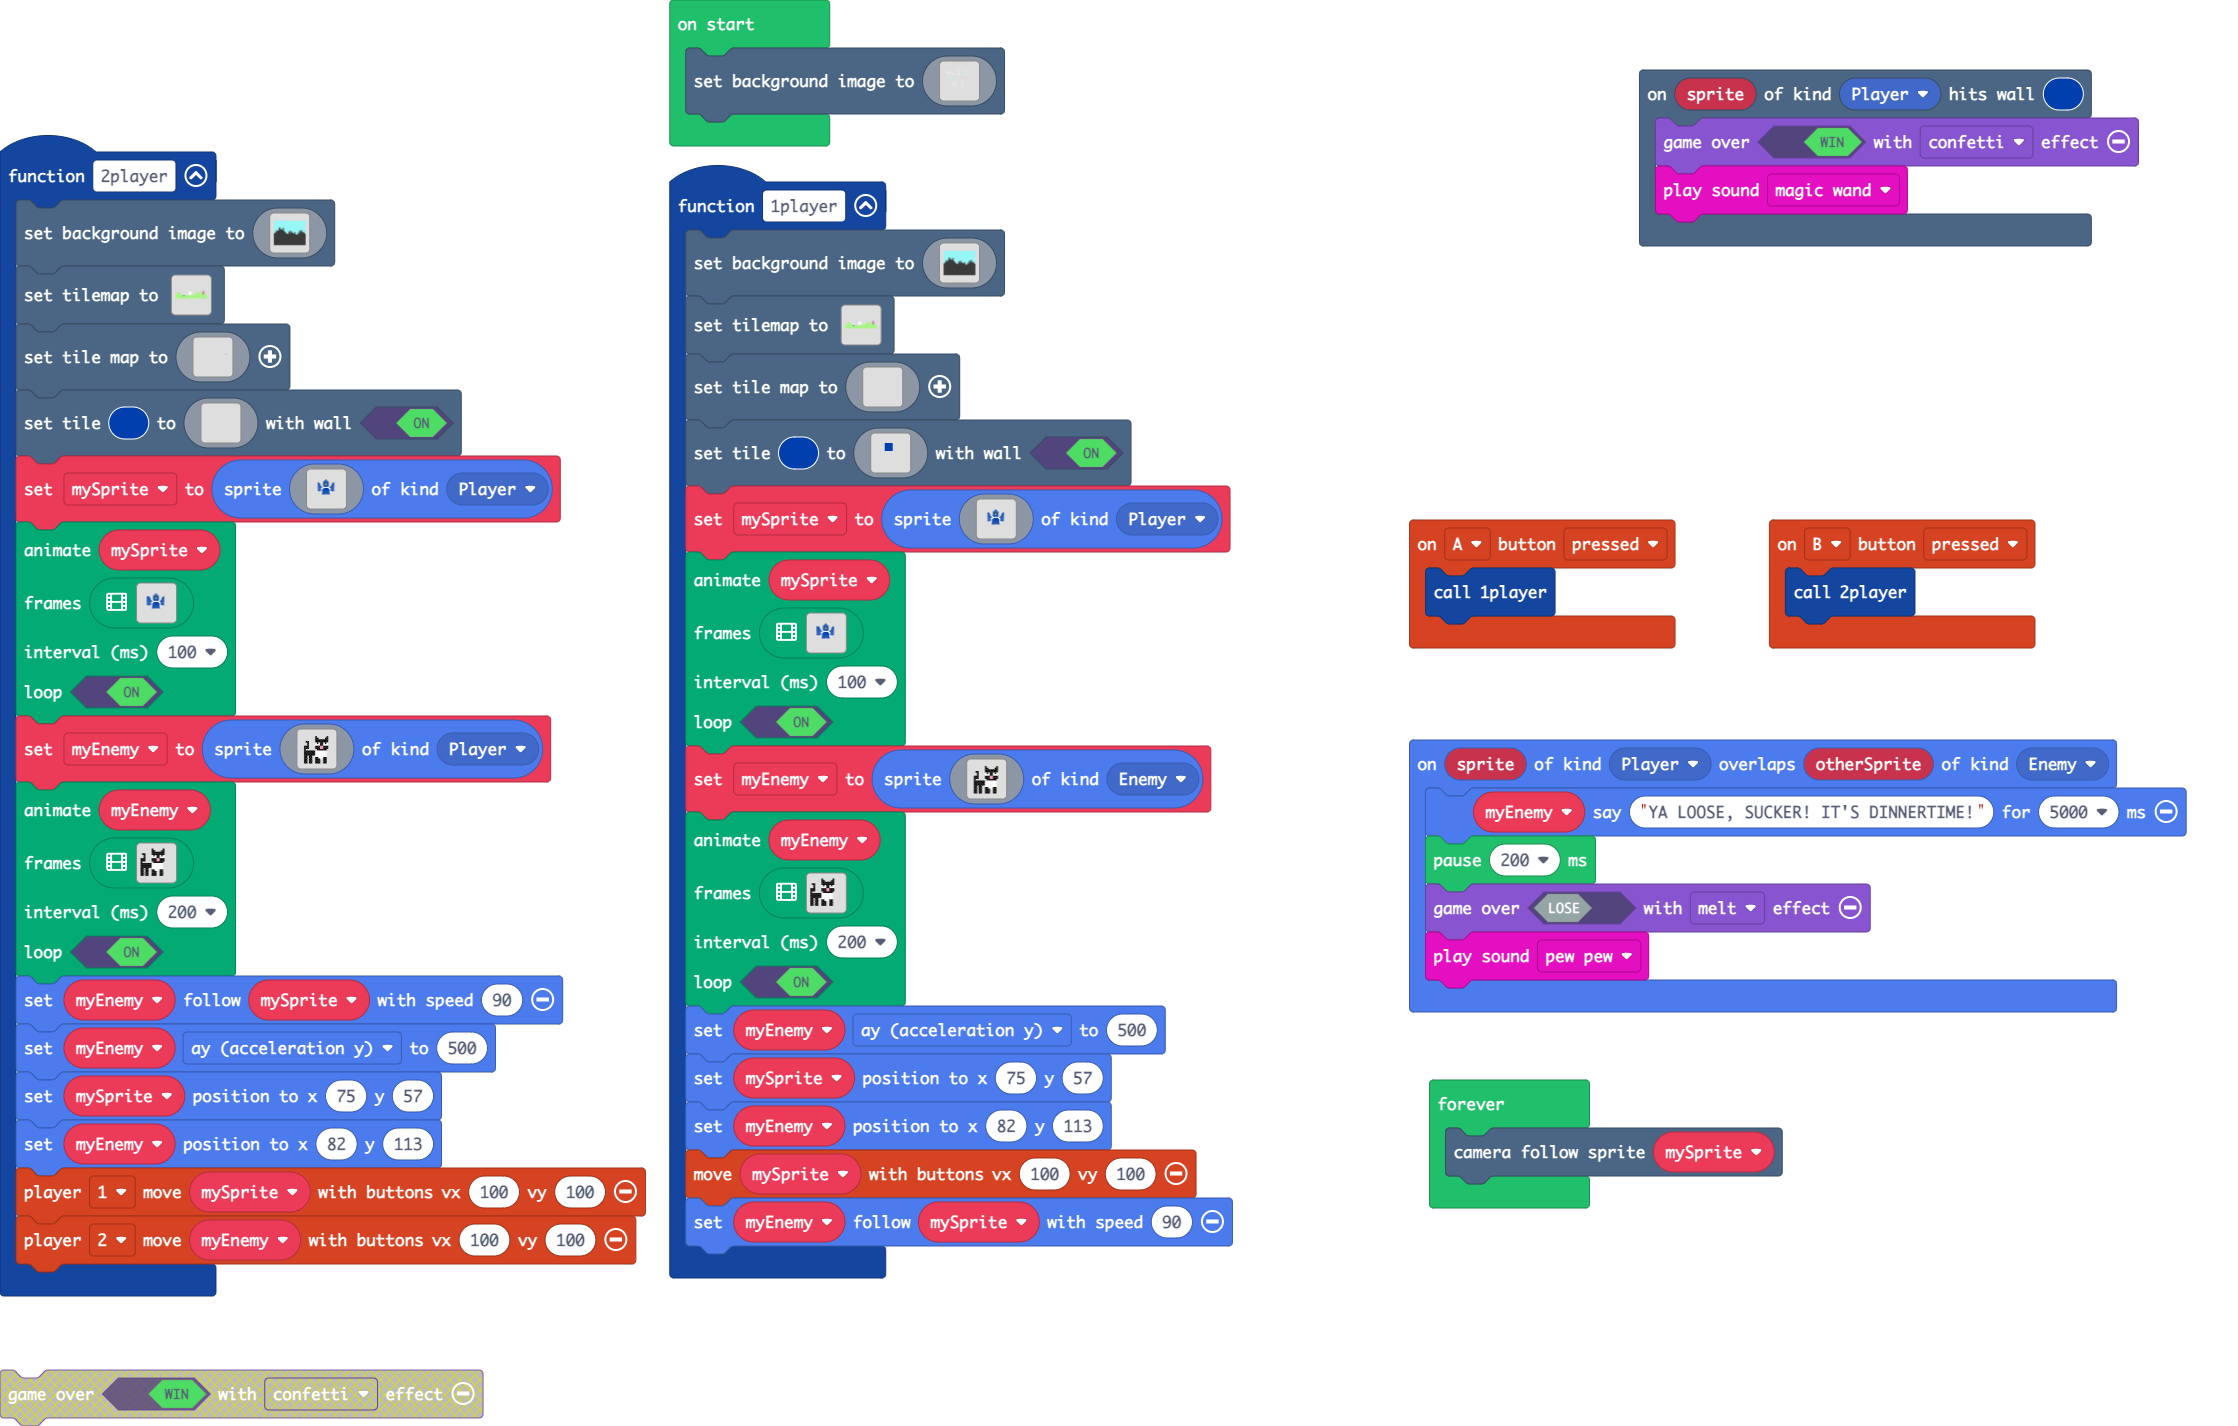 on start
set background image to
function 2player
set background image to
set tilemap to
set tile map to
set tile to with wall ON
set mySprite to sprite of kind Player
animate mySprite
frames
interval (ms) 100
loop ON
set myEnemy to sprite of kind Player
animate myEnemy
frames
interval (ms) 200
loop ON
set myEnemy follow mySprite with speed 90
set myEnemy ay (acceleration y) to 500
set mySprite position to x 75 y 57
set myEnemy position to x 82 y 113
player 1 move mySprite with buttons vx 100 vy 100
player 2 move myEnemy with buttons vx 100 vy 100
game over WIN with confetti effect
function 1player
set background image to
set tilemap to
set tile map to
set tile to with wall ON
set mySprite to sprite of kind Player
animate mySprite
frames
interval (ms) 100
loop ON
set myEnemy to sprite of kind Enemy
animate myEnemy
frames
interval (ms) 200
loop ON
set myEnemy ay (acceleration y) to 500
set mySprite position to x 75 y 57
set myEnemy position to x 82 y 113
move mySprite with buttons vx 100 vy 100
set myEnemy follow mySprite with speed 90
on sprite of kind Player hits wall
game over WIN with confetti effect
play sound magic wand
on A button pressed
call 1player
on B button pressed
call 2player
on sprite of kind Player overlaps otherSprite of kind Enemy
myEnemy say "YA LOOSE, SUCKER! IT'S DINNERTIME!" for 5000 ms
pause 200 ms
game over LOSE with melt effect
play sound pew pew
forever
camera follow sprite mySprite